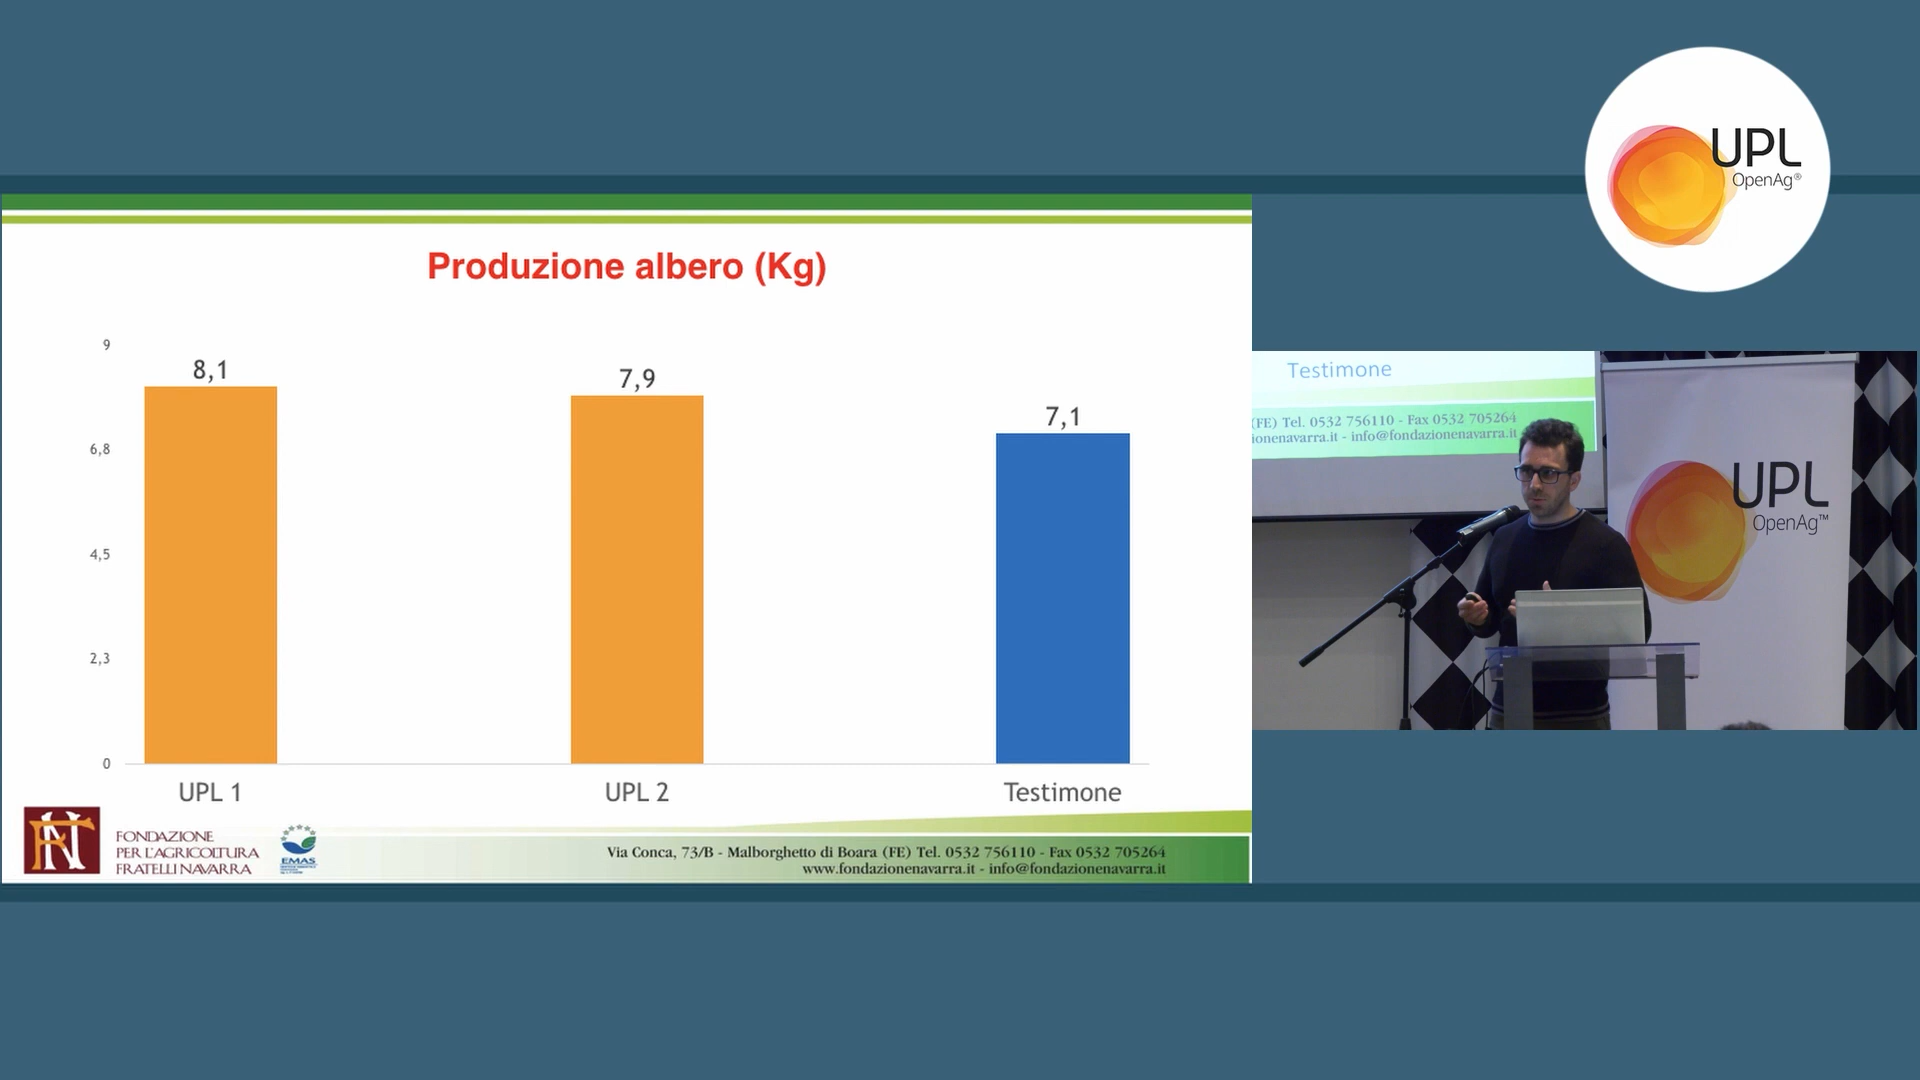 UPL
OpenAg®
Produzione albero (Kg)
9
6,8
4,5
2,3
0
8,1
7,9
7,1
UPL 1
UPL 2
Testimone
FONDAZIONE
PER L'AGRICOLTURA
FRATELLI NAVARRA
EMAS
Via Conca, 73/B - Malborghetto di Boara (FE) Tel. 0532 756110 - Fax 0532 705264
www.fondazionenavarra.it - info@fondazionenavarra.it
Testimone
(FE) Tel. 0532 756110 - Fax 0532 705264
ionenavarra.it - info@fondazionenavarra.it
UPL
OpenAg™